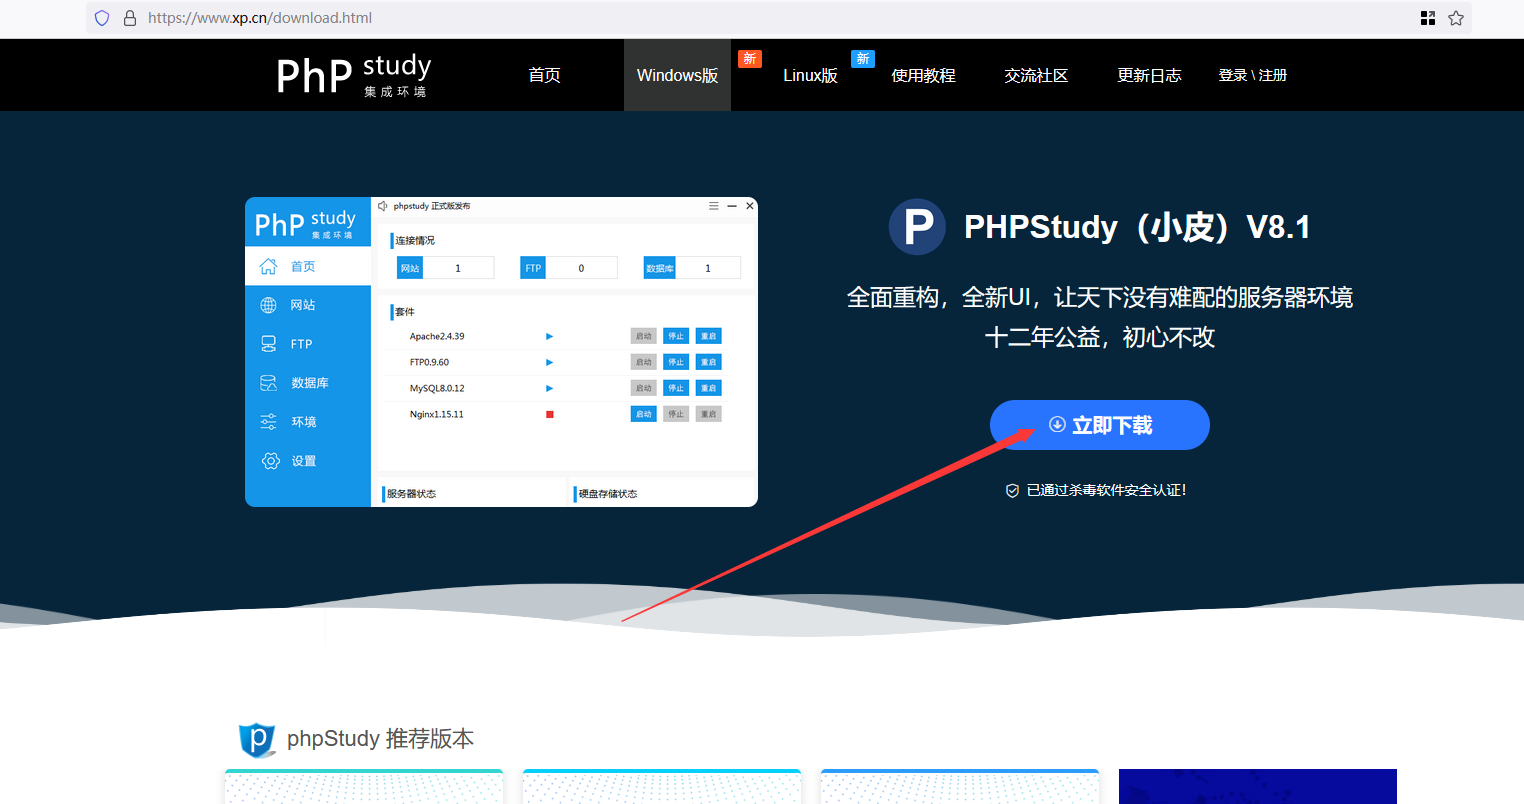 https://www.xp.cn/download.html
PhP study 集成环境
首页
Windows版
新
Linux版
新
使用教程
交流社区
更新日志
登录 \ 注册
PhP study 集成环境
phpstudy 正式版发布
首页
网站
FTP
数据库
环境
设置
连接情况
网站 1
FTP 0
数据库 1
套件
Apache2.4.39 启动 停止 重启
FTP0.9.60 启动 停止 重启
MySQL8.0.12 启动 停止 重启
Nginx1.15.11 启动 停止 重启
服务器状态
硬盘存储状态
P PHPStudy（小皮）V8.1
全面重构，全新UI，让天下没有难配的服务器环境
十二年公益，初心不改
立即下载
已通过杀毒软件安全认证！
p phpStudy 推荐版本